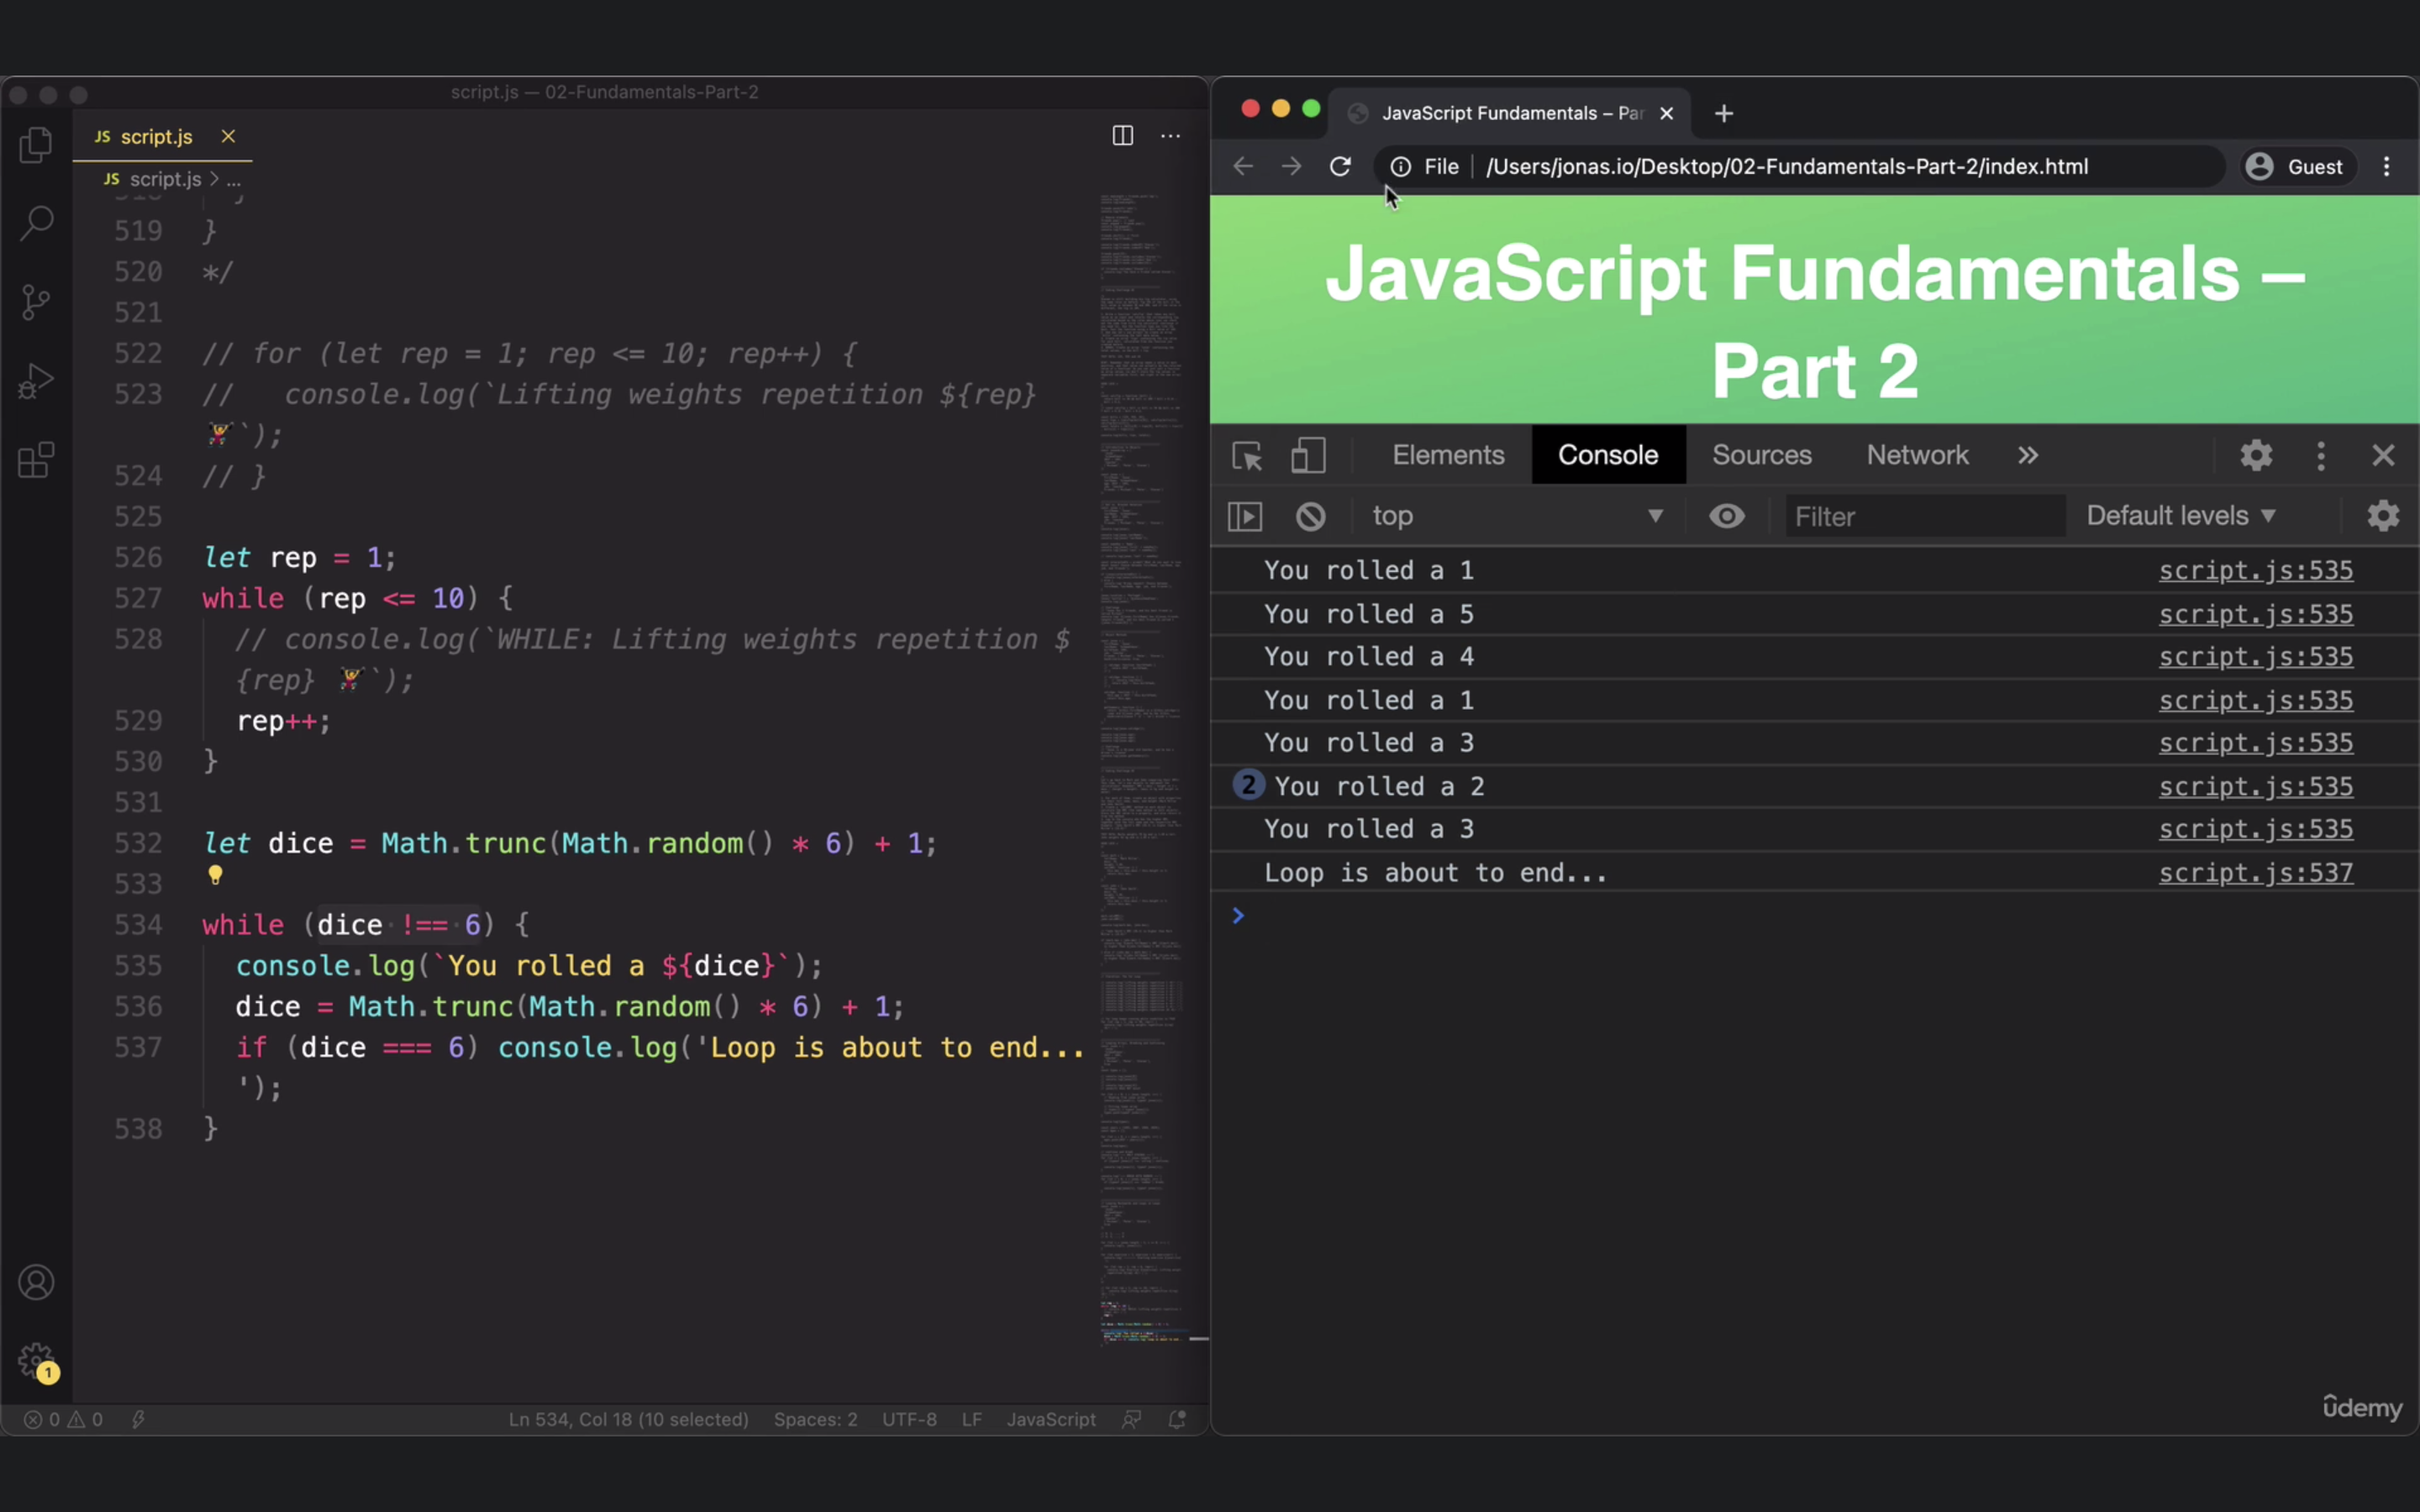 script.js — 02-Fundamentals-Part-2
JS script.js
JS script.js > ...
519 }
520 */
521
522 // for (let rep = 1; rep <= 10; rep++) {
523 //   console.log(`Lifting weights repetition ${rep}
🏋️`);
524 // }
525
526 let rep = 1;
527 while (rep <= 10) {
528   // console.log(`WHILE: Lifting weights repetition $
{rep} 🏋️`);
529   rep++;
530 }
531
532 let dice = Math.trunc(Math.random() * 6) + 1;
533
534 while (dice !== 6) {
535   console.log(`You rolled a ${dice}`);
536   dice = Math.trunc(Math.random() * 6) + 1;
537   if (dice === 6) console.log('Loop is about to end...
');
538 }
1
0 0
Ln 534, Col 18 (10 selected) Spaces: 2 UTF-8 LF JavaScript
JavaScript Fundamentals – Par
File /Users/jonas.io/Desktop/02-Fundamentals-Part-2/index.html Guest
JavaScript Fundamentals –
Part 2
Elements Console Sources Network »
top Filter Default levels
You rolled a 1 script.js:535
You rolled a 5 script.js:535
You rolled a 4 script.js:535
You rolled a 1 script.js:535
You rolled a 3 script.js:535
2 You rolled a 2 script.js:535
You rolled a 3 script.js:535
Loop is about to end... script.js:537
>
ûdemy